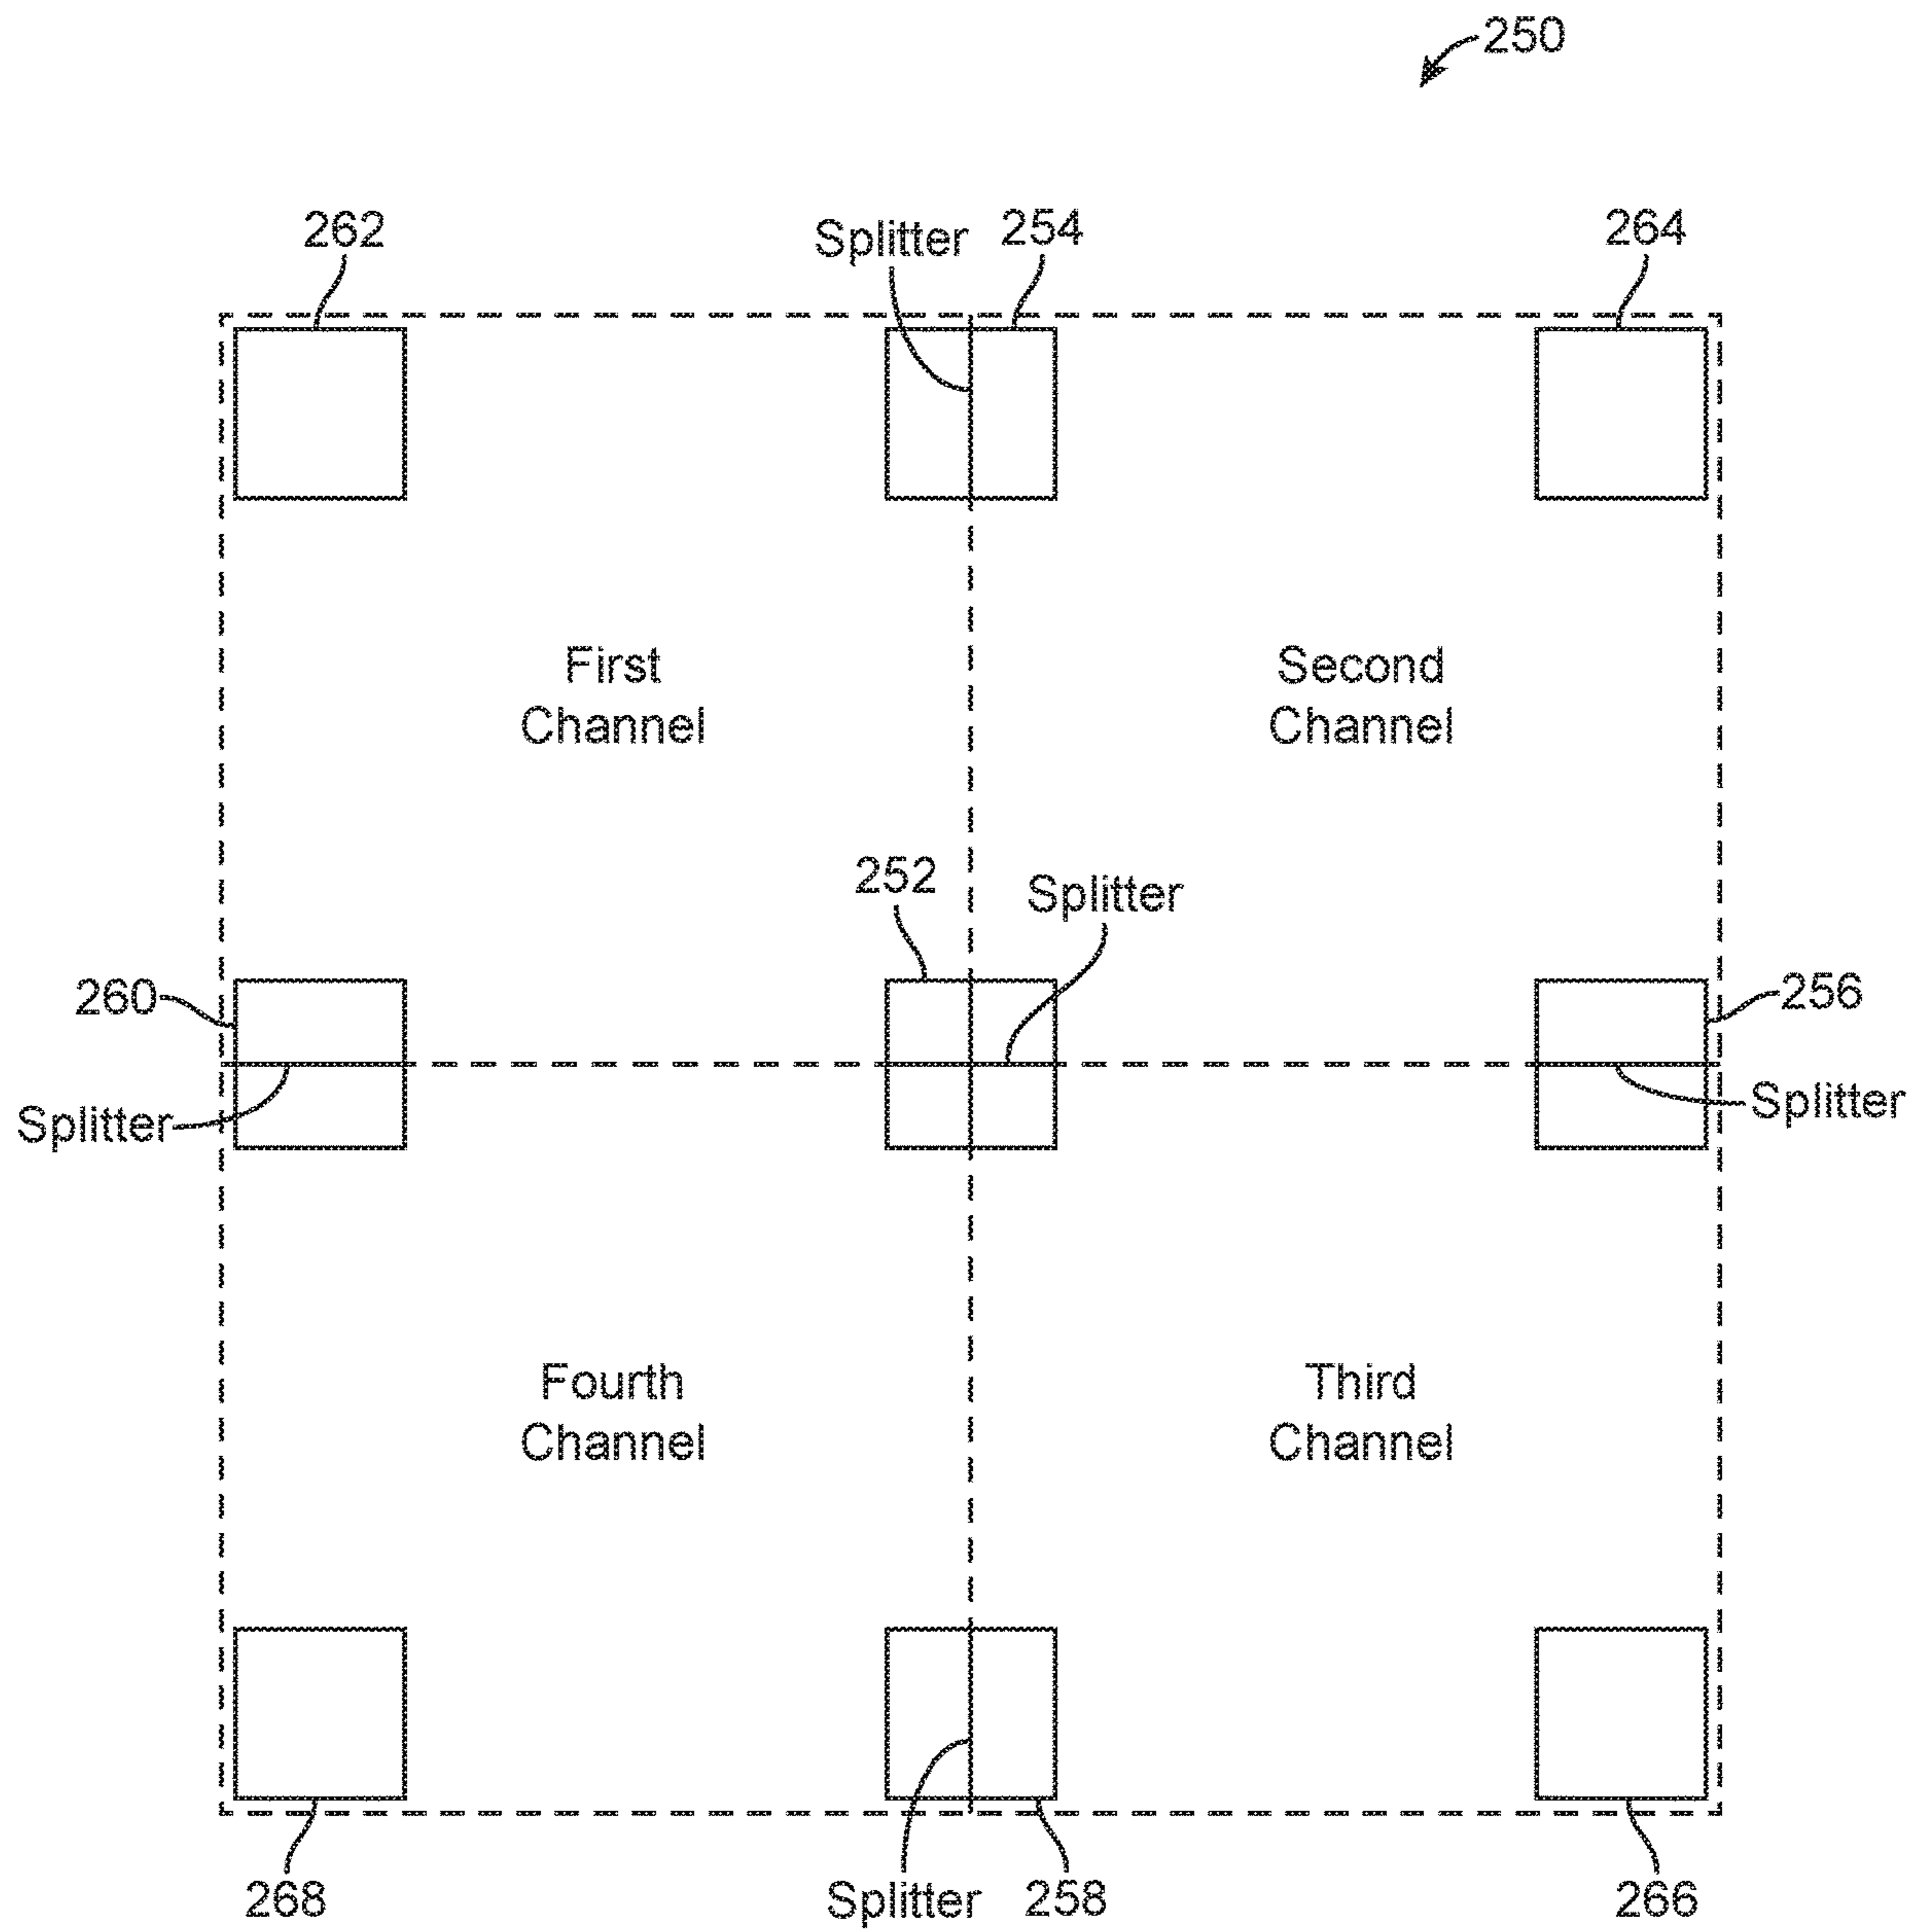 250
262
Splitter
254
264
First
Channel
Second
Channel
252
Splitter
260
256
Splitter
Splitter
Fourth
Channel
Third
Channel
268
Splitter
258
266